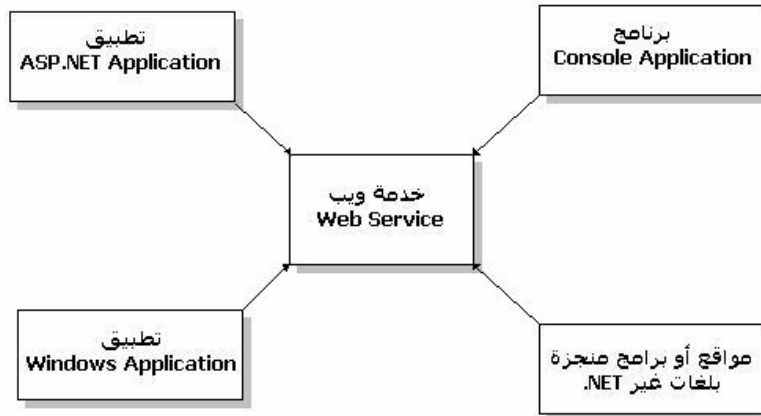 تطبيق
ASP.NET Application
برنامج
Console Application
خدمة ويب
Web Service
تطبيق
Windows Application
مواقع أو برامج منجزة
بلغات غير NET.